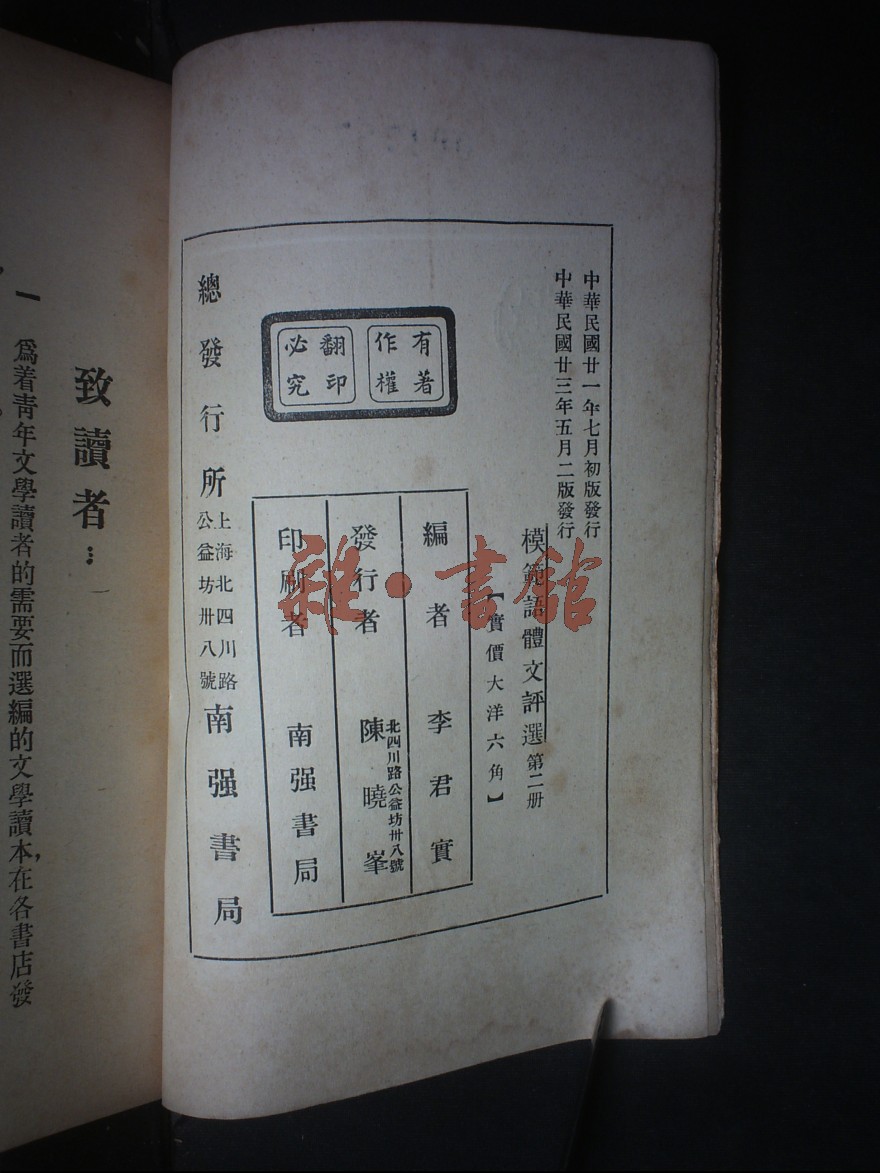 中華民國廿一年七月初版發行
中華民國廿三年五月二版發行
模範語體文評選第二册
【實價大洋六角】
有著作權
翻印必究
編者 李君實
發行者 北四川路公益坊卅八號 陳曉峯
印刷者 南强書局
總發行所 上海北四川路公益坊卅八號 南强書局
致讀者：
一 爲着靑年文學讀者的需要而選編的文學讀本，在各書店發
雜·書館